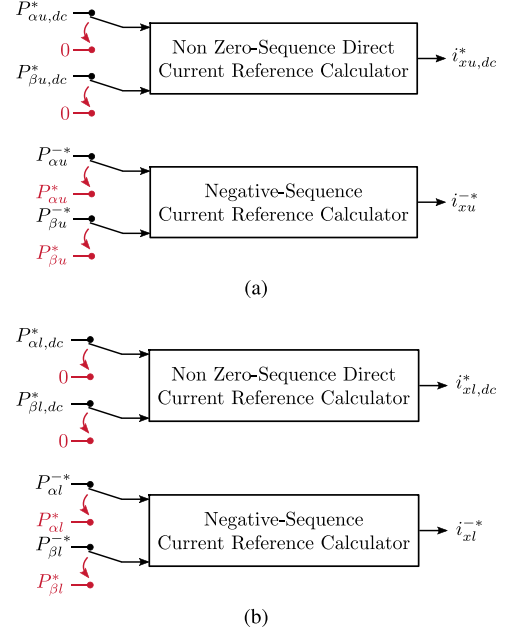 P*αu,dc
0
P*βu,dc
0
Non Zero-Sequence Direct
Current Reference Calculator
i*xu,dc
P−*αu
P*αu
P−*βu
P*βu
Negative-Sequence
Current Reference Calculator
i−*xu
(a)
P*αl,dc
0
P*βl,dc
0
Non Zero-Sequence Direct
Current Reference Calculator
i*xl,dc
P−*αl
P*αl
P−*βl
P*βl
Negative-Sequence
Current Reference Calculator
i−*xl
(b)